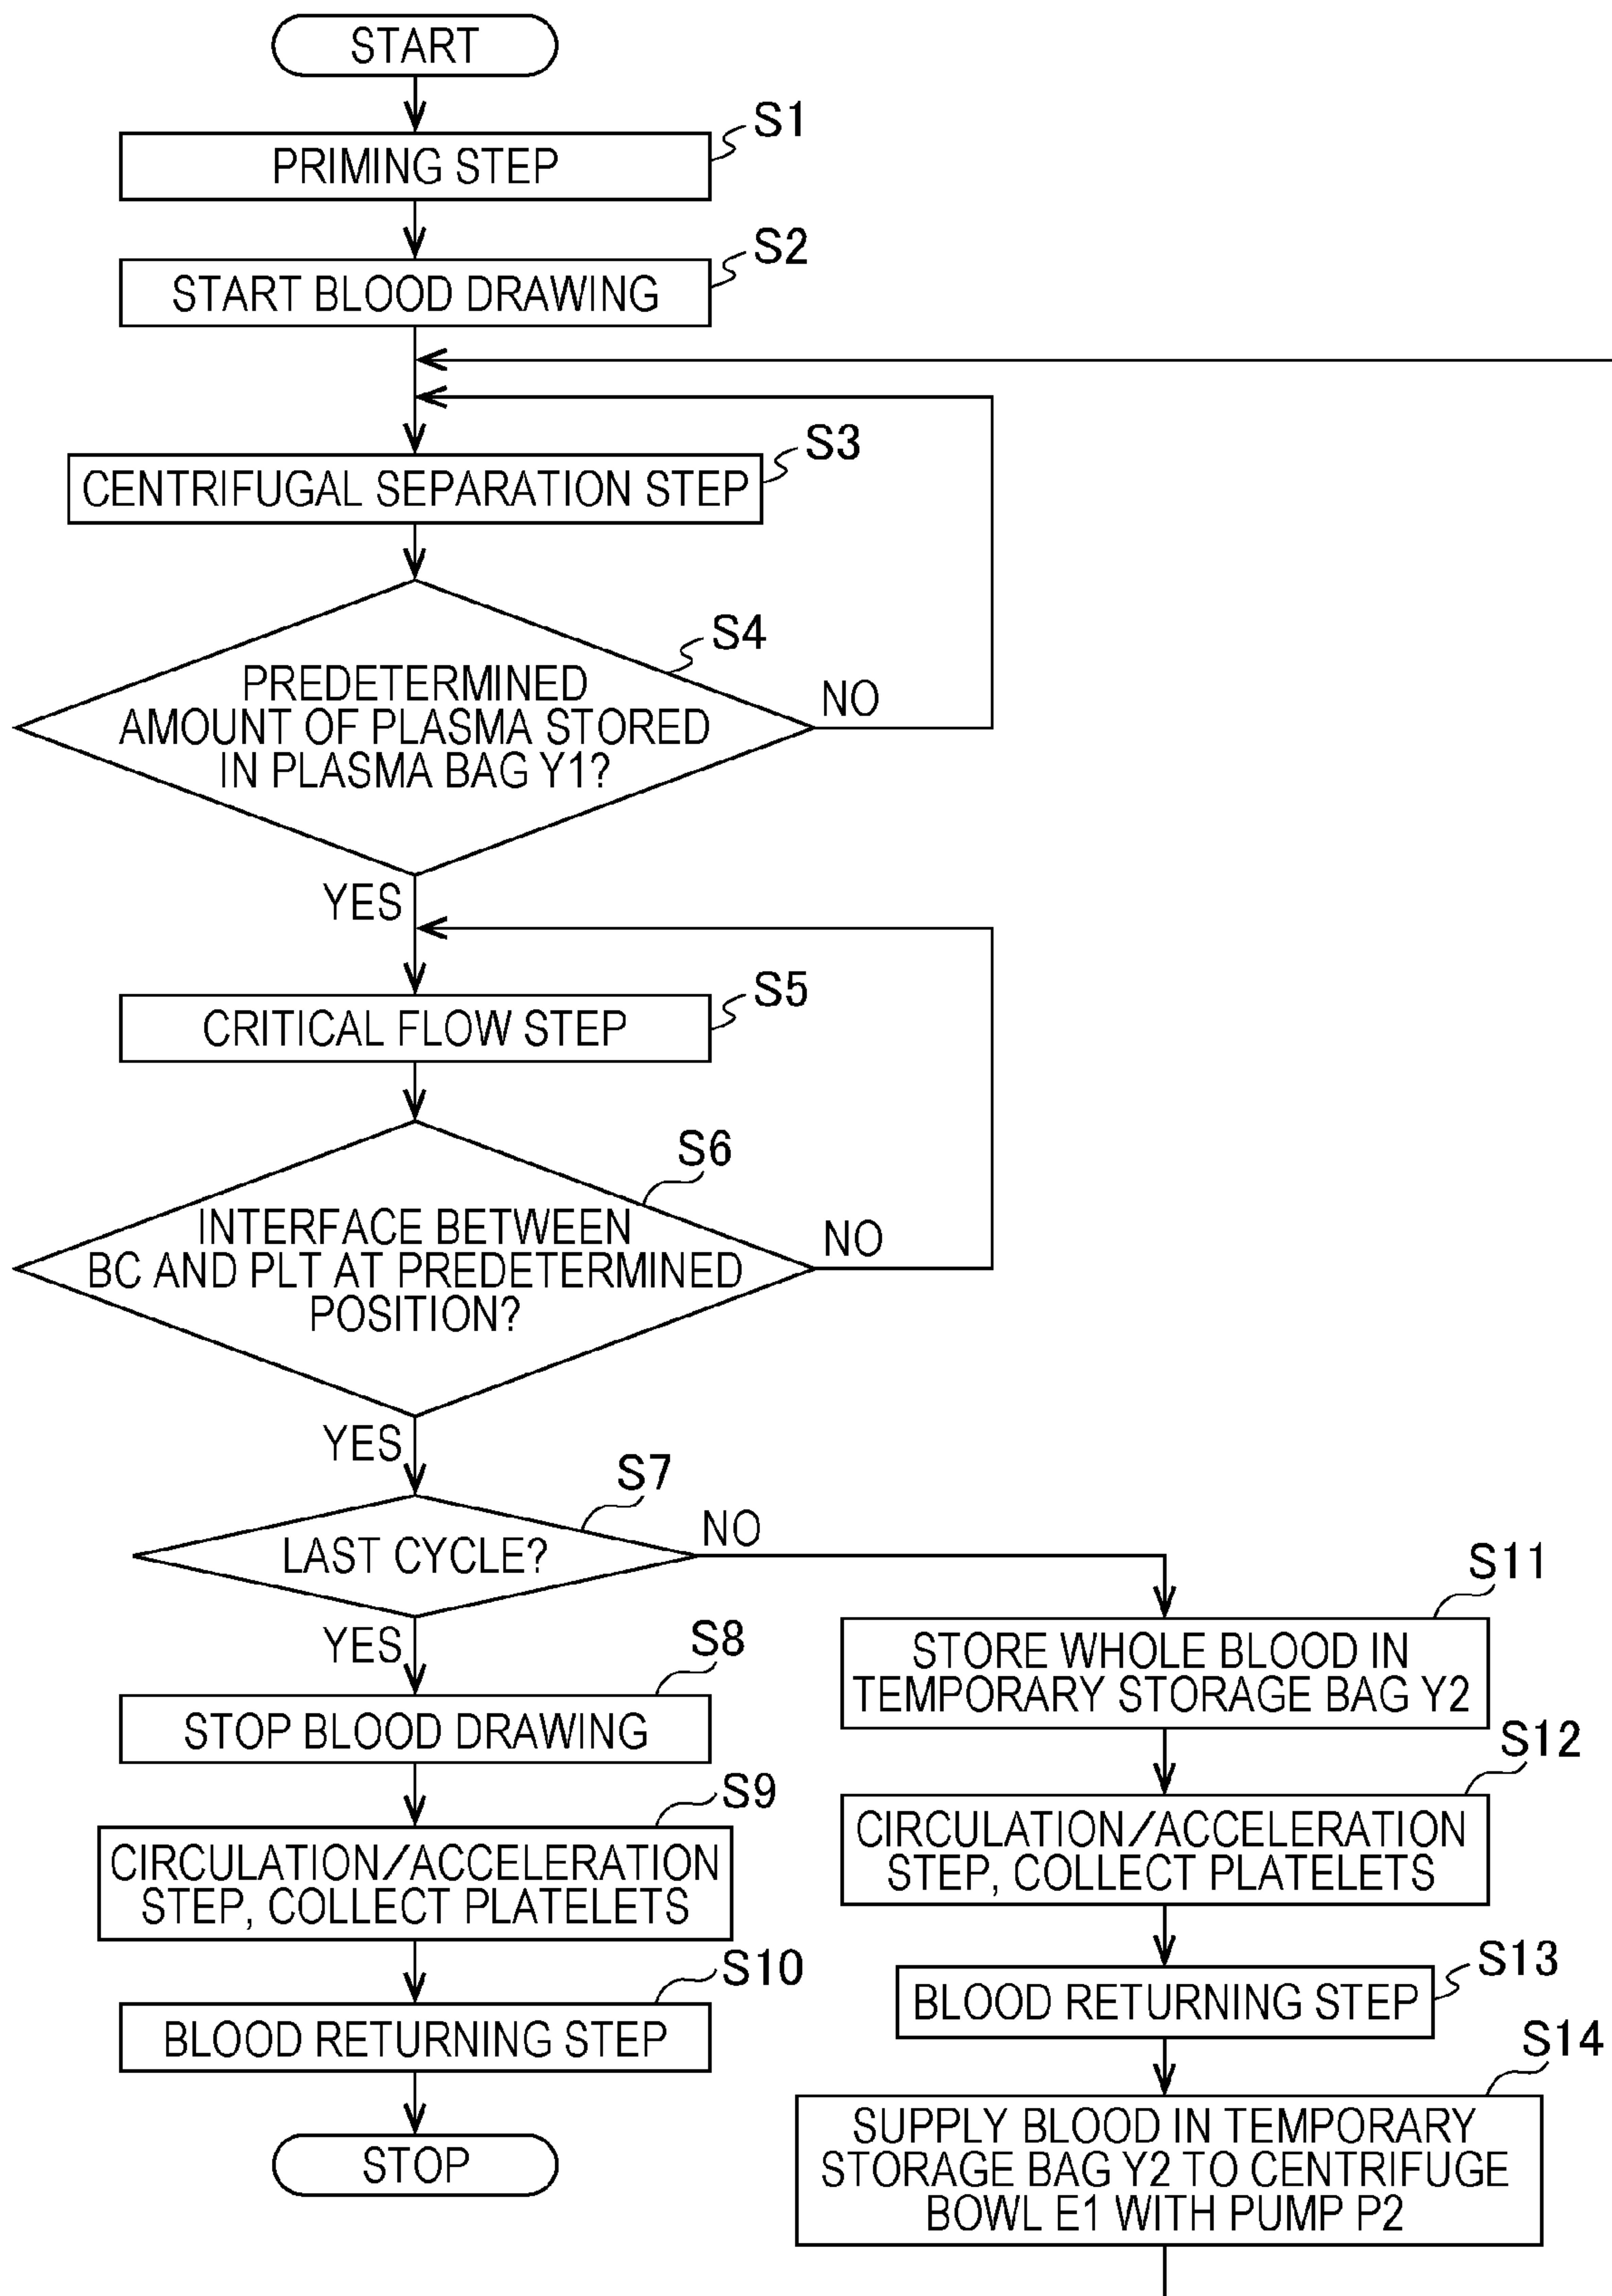 START
S1
PRIMING STEP
S2
START BLOOD DRAWING
S3
CENTRIFUGAL SEPARATION STEP
S4
PREDETERMINED
AMOUNT OF PLASMA STORED
IN PLASMA BAG Y1?
NO
YES
S5
CRITICAL FLOW STEP
S6
INTERFACE BETWEEN
BC AND PLT AT PREDETERMINED
POSITION?
NO
YES
S7
LAST CYCLE?
NO
YES
S8
STOP BLOOD DRAWING
S9
CIRCULATION/ACCELERATION
STEP, COLLECT PLATELETS
S10
BLOOD RETURNING STEP
STOP
S11
STORE WHOLE BLOOD IN
TEMPORARY STORAGE BAG Y2
S12
CIRCULATION/ACCELERATION
STEP, COLLECT PLATELETS
S13
BLOOD RETURNING STEP
S14
SUPPLY BLOOD IN TEMPORARY
STORAGE BAG Y2 TO CENTRIFUGE
BOWL E1 WITH PUMP P2